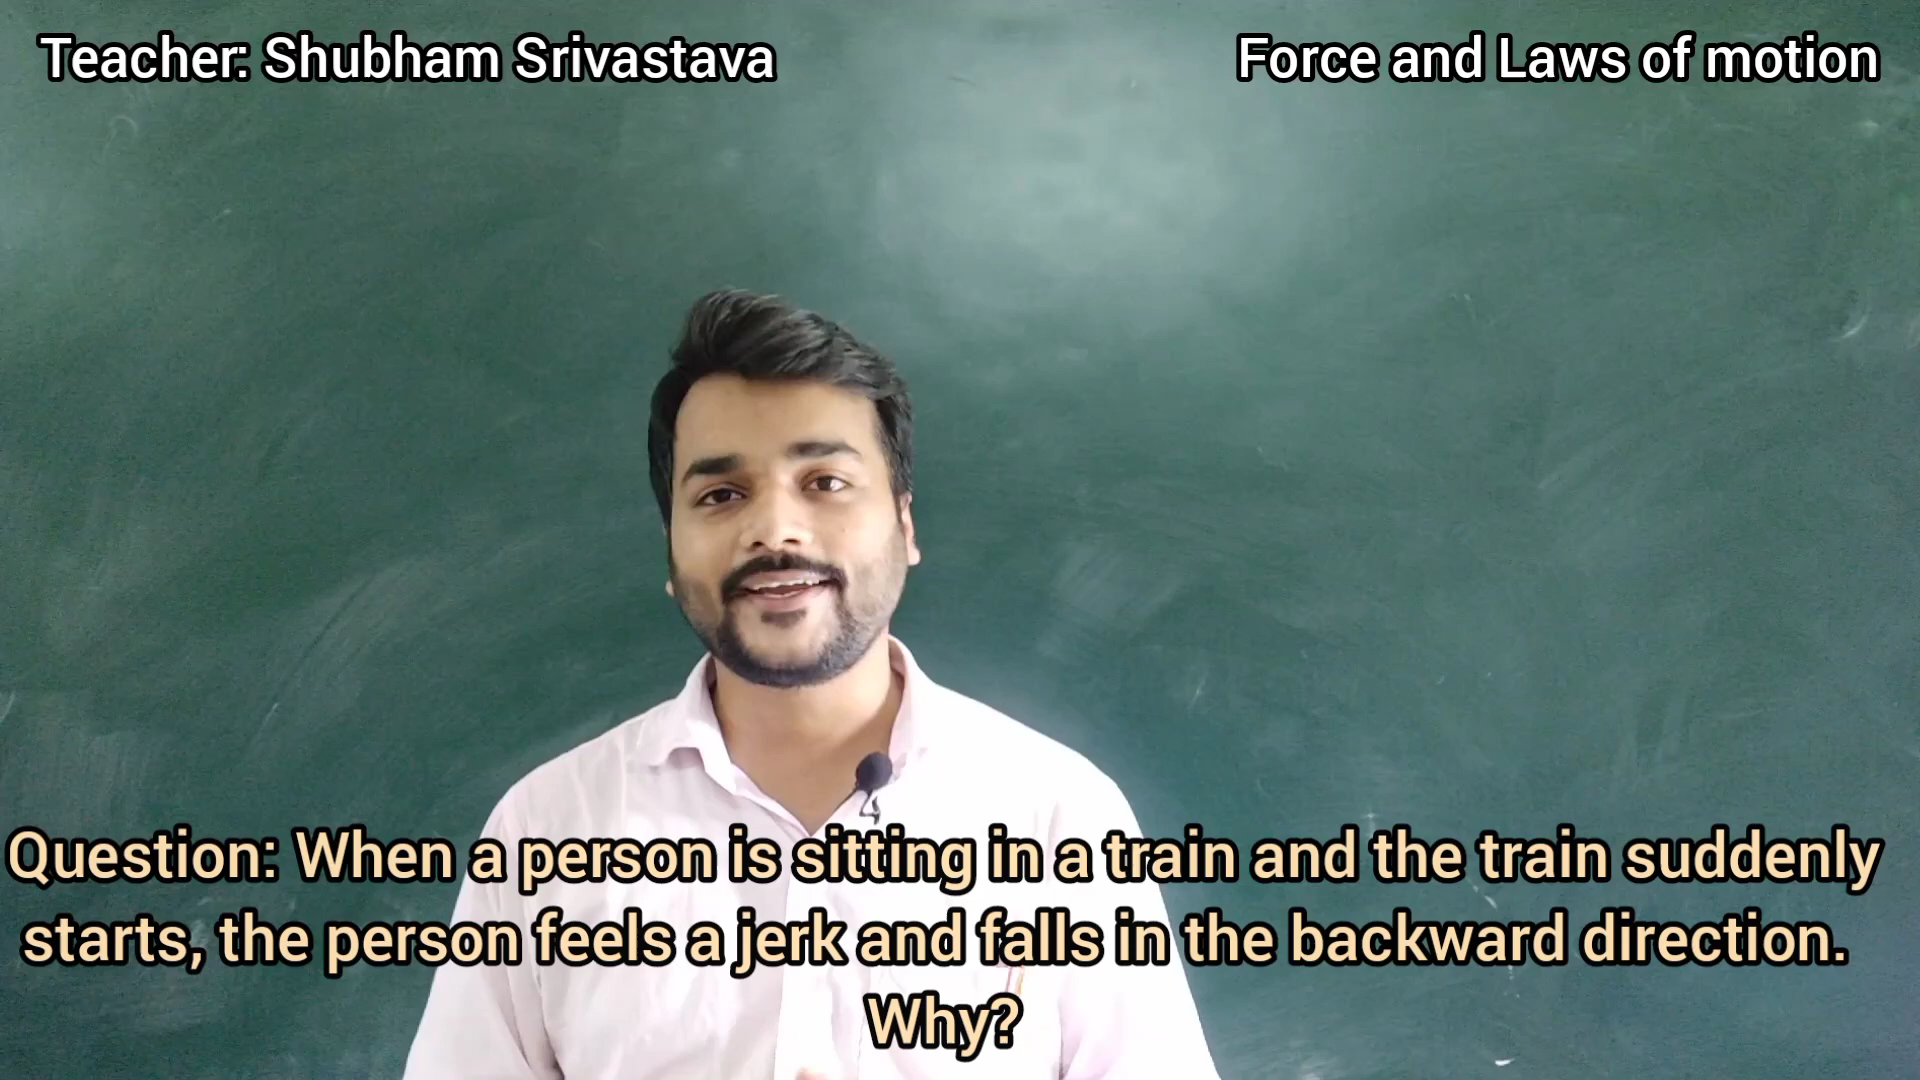 Teacher: Shubham Srivastava
Force and Laws of motion
Question: When a person is sitting in a train and the train suddenly
starts, the person feels a jerk and falls in the backward direction.
Why?